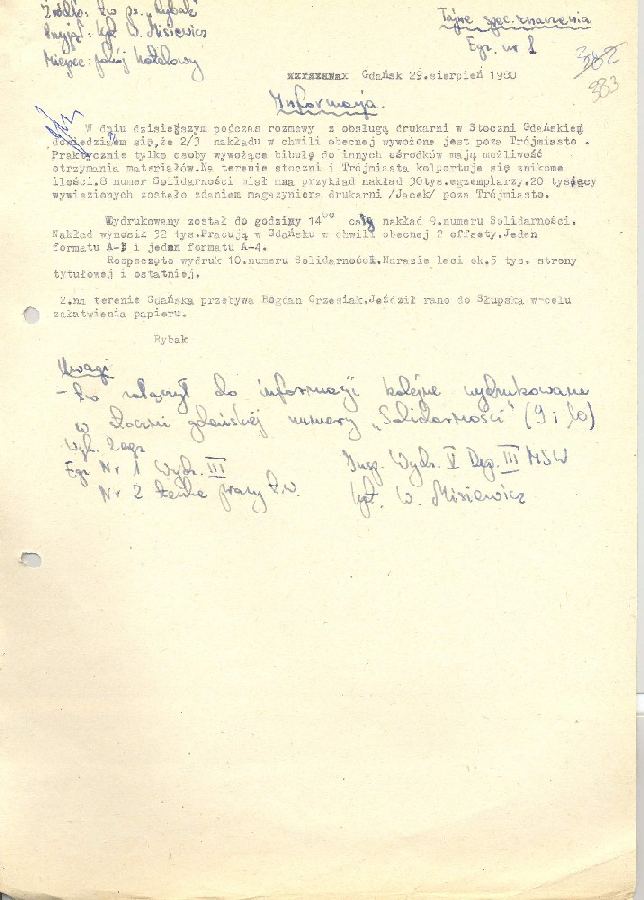 Źródło: kw ps. „Rybak"
Przyjął: kpt W. Misiewicz
Miejsce: pokój hotelowy
Tajne spec. znaczenia
Egz. nr 1
382
383
Gdańsk 29.sierpień 1980
Informacja.
W dniu dzisiejszym podczas rozmowy z obsługą drukarni w Stoczni Gdańskiej
dowiedziałem się,że 2/3 nakładu w chwili obecnej wywożone jest poza Trójmiasto.
Praktycznie tylko osoby wywożące bibułę do innych ośrodków mają możliwość
otrzymania materiałów.Na terenie stoczni i Trójmiasta kolportuje się znikome
ilości.8 numer Solidarności miał na przykład nakład 30tys.egzemplarzy,20 tysięcy
wywiezionych zostało zdaniem magazyniera drukarni /Jacek/ poza Trójmiasto.
Wydrukowany został do godziny 14⁰⁰ cały nakład 9.numeru Solidarności.
Nakład wynosił 32 tys.Pracują w Gdańsku w chwili obecnej 2 offsety.Jeden
formatu A-3 i jeden formatu A-4.
Rozpoczęto wydruk 10.numeru Solidarności.Narazie leci ok.5 tys. strony
tytułowej i ostatniej.
2.na terenie Gdańska przebywa Bogdan Grzesiak.Jeździł rano do Słupska w celu
załatwienia papieru.
Rybak
Uwagi
- kw załączył do informacji kolejne wydrukowane
w stoczni gdańskiej numery „Solidarności" (9 i 10)
Wyk. 2 egz
Egz Nr 1 Wydz. III
Nr 2 teczka pracy
Insp. Wydz. V Dep. III MSW
kpt. W. Misiewicz